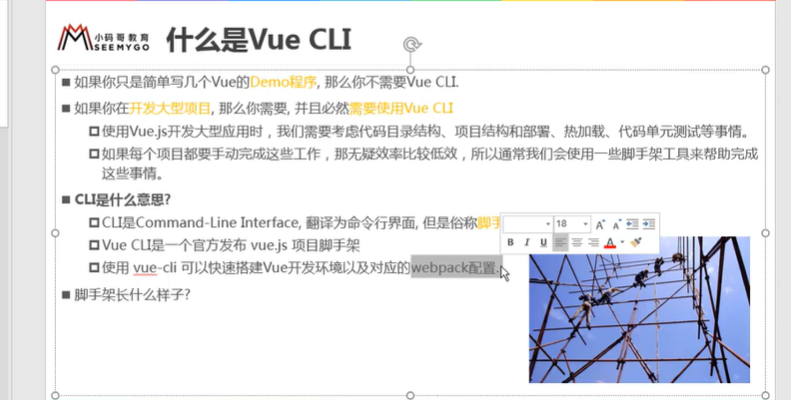 小码哥教育
SEEMYGO
什么是Vue CLI
如果你只是简单写几个Vue的Demo程序, 那么你不需要Vue CLI.
如果你在开发大型项目, 那么你需要, 并且必然需要使用Vue CLI
使用Vue.js开发大型应用时，我们需要考虑代码目录结构、项目结构和部署、热加载、代码单元测试等事情。
如果每个项目都要手动完成这些工作，那无疑效率比较低效，所以通常我们会使用一些脚手架工具来帮助完成
这些事情。
CLI是什么意思?
CLI是Command-Line Interface, 翻译为命令行界面, 但是俗称脚手
Vue CLI是一个官方发布 vue.js 项目脚手架
使用 vue-cli 可以快速搭建Vue开发环境以及对应的webpack配置.
脚手架长什么样子?
18
A A
B I U A